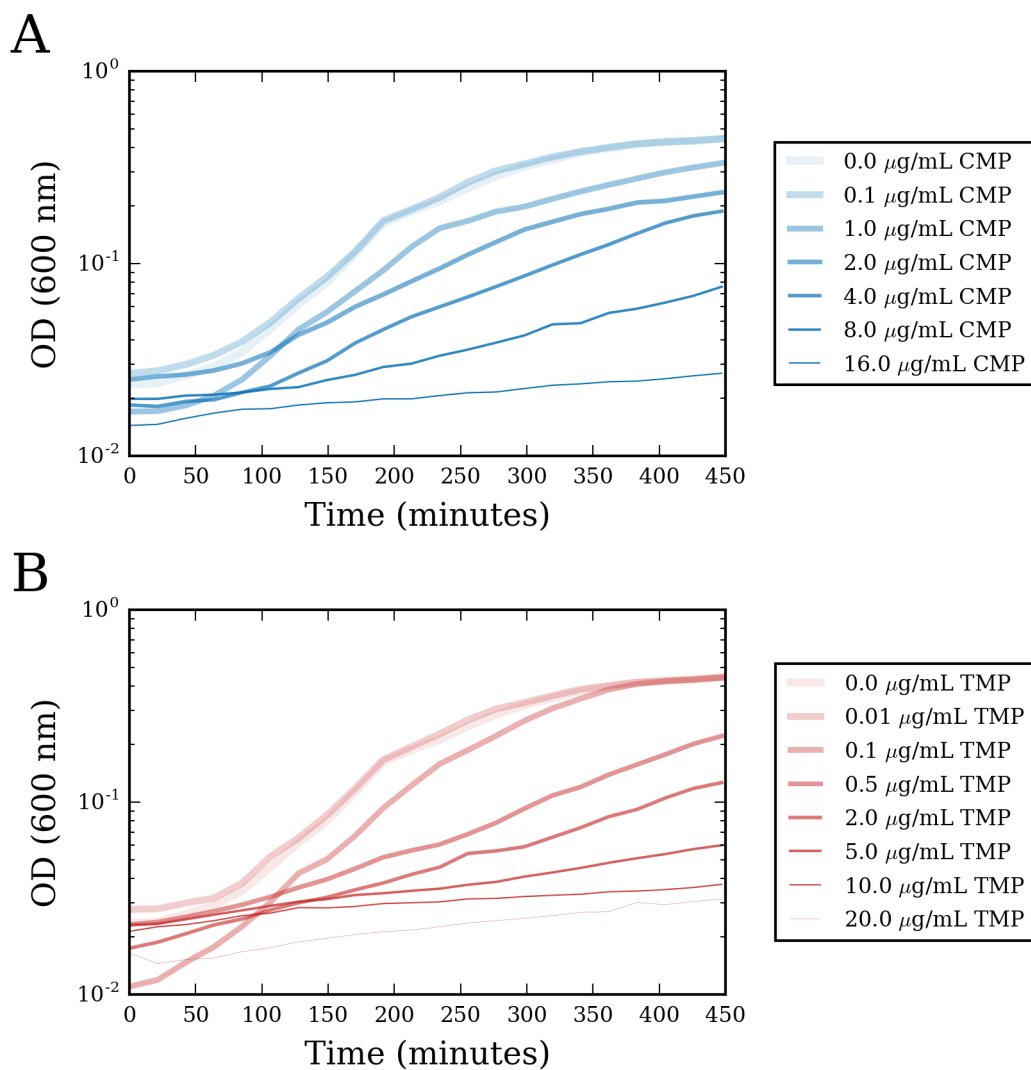 A
10⁰
10⁻¹
10⁻²
OD (600 nm)
0 50 100 150 200 250 300 350 400 450
Time (minutes)
0.0 μg/mL CMP
0.1 μg/mL CMP
1.0 μg/mL CMP
2.0 μg/mL CMP
4.0 μg/mL CMP
8.0 μg/mL CMP
16.0 μg/mL CMP
B
10⁰
10⁻¹
10⁻²
OD (600 nm)
0 50 100 150 200 250 300 350 400 450
Time (minutes)
0.0 μg/mL TMP
0.01 μg/mL TMP
0.1 μg/mL TMP
0.5 μg/mL TMP
2.0 μg/mL TMP
5.0 μg/mL TMP
10.0 μg/mL TMP
20.0 μg/mL TMP